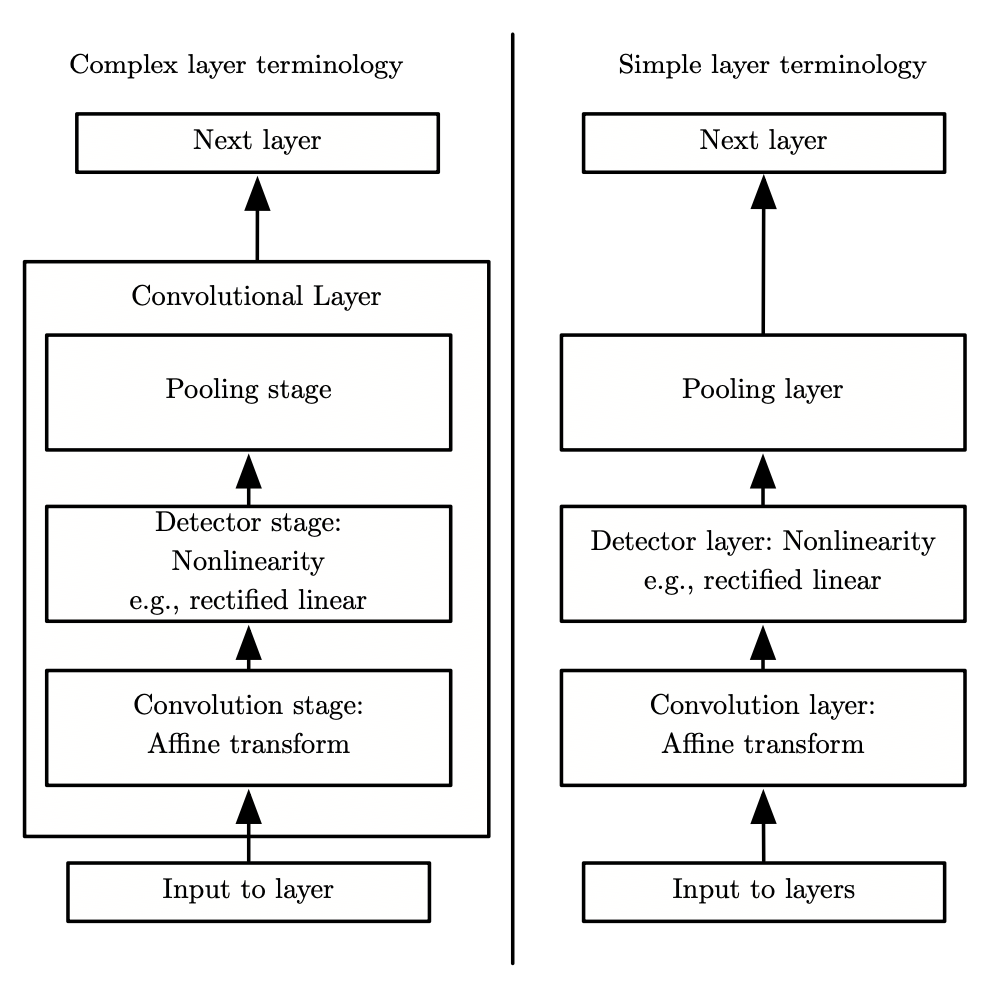 Complex layer terminology
Next layer
Convolutional Layer
Pooling stage
Detector stage:
Nonlinearity
e.g., rectified linear
Convolution stage:
Affine transform
Input to layer
Simple layer terminology
Next layer
Pooling layer
Detector layer: Nonlinearity
e.g., rectified linear
Convolution layer:
Affine transform
Input to layers